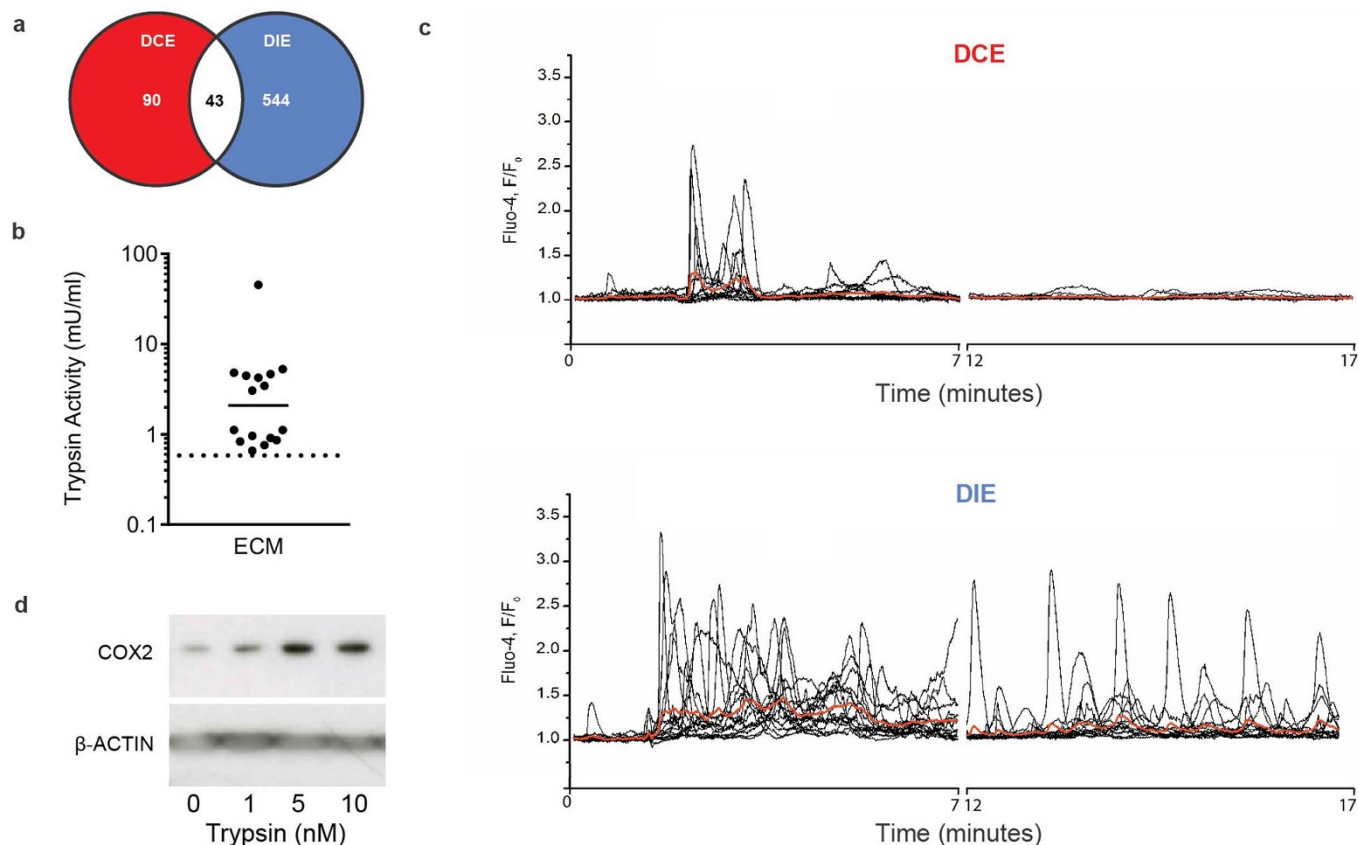 a
DCE
DIE
90
43
544
b
100
10
1
0.1
Trypsin Activity (mU/ml)
ECM
c
DCE
3.5
3.0
2.5
2.0
1.5
1.0
Fluo-4, F/F₀
0
7
12
17
Time (minutes)
DIE
3.5
3.0
2.5
2.0
1.5
1.0
Fluo-4, F/F₀
0
7
12
17
Time (minutes)
d
COX2
β-ACTIN
0 1 5 10
Trypsin (nM)